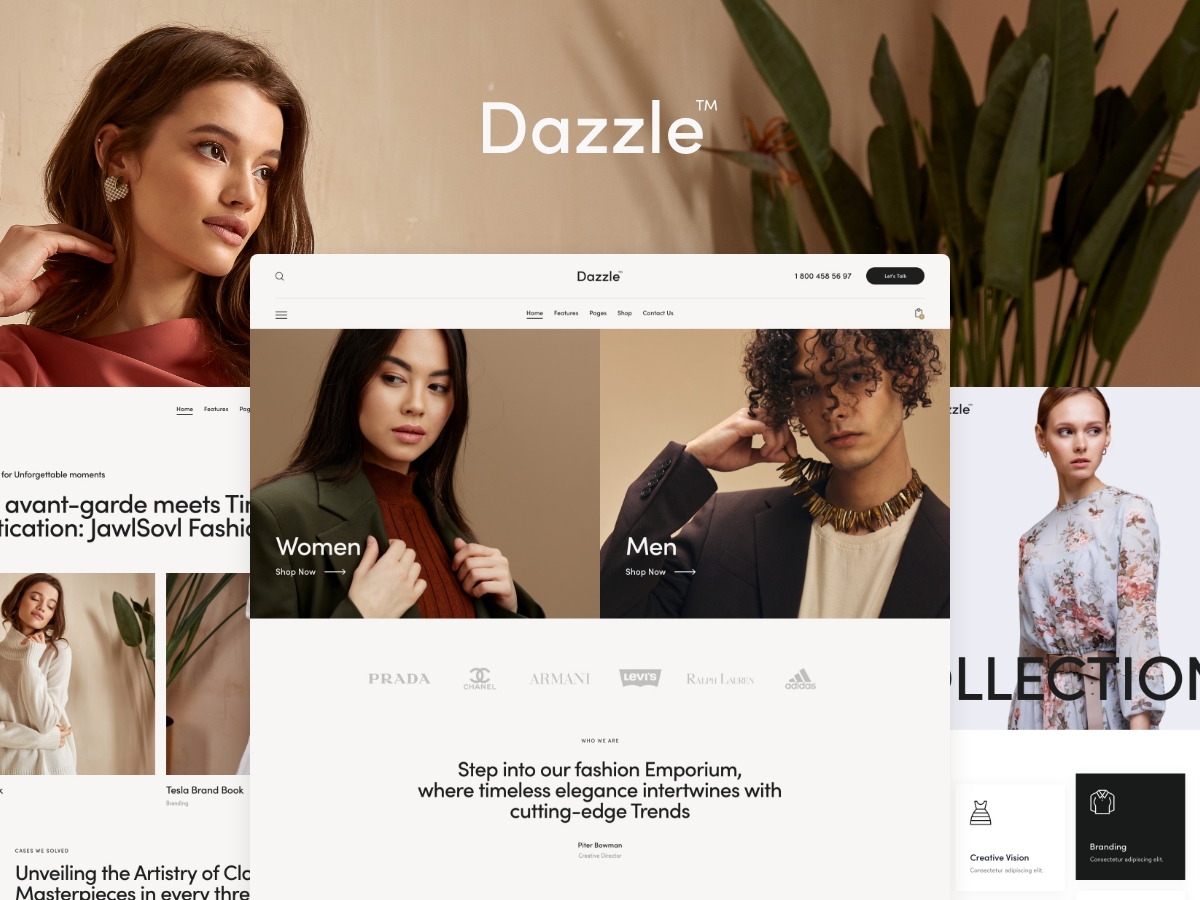 Dazzle™
Dazzle™
1 800 458 56 97
Let's Talk
Home
Features
Pages
Shop
Contact Us
Women
Shop Now
Men
Shop Now
PRADA
CHANEL
ARMANI
LEVI'S
RALPH LAUREN
adidas
WHO WE ARE
Step into our fashion Emporium,
where timeless elegance intertwines with
cutting-edge Trends
Piter Bowman
Creative Director
Home
Features
Pag
for Unforgettable moments
avant-garde meets Tir
tication: JawlSovl Fashic
k
Tesla Brand Book
Branding
CASES WE SOLVED
Unveiling the Artistry of Clo
Masterpieces in every thre
zzle™
OLLECTION
Creative Vision
Consectetur adipiscing elit.
Branding
Consectetur adipiscing elit.